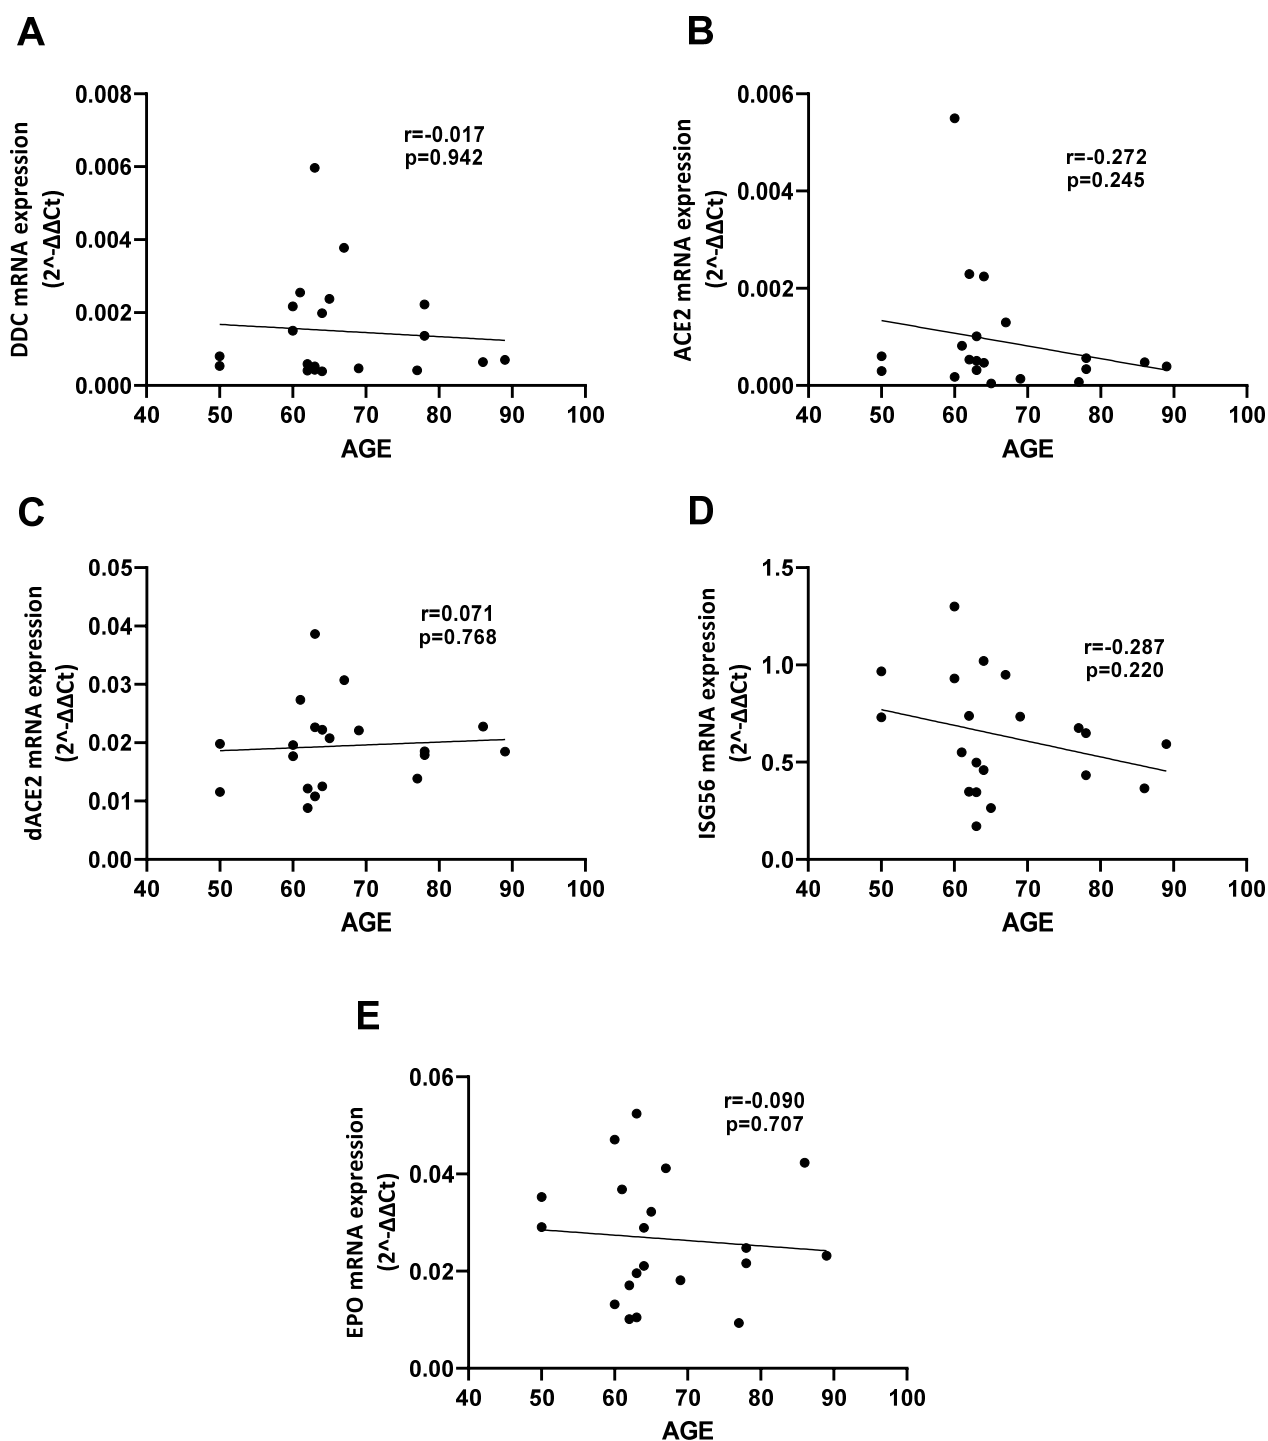 A
DDC mRNA expression
(2^-ΔΔCt)
0.008
0.006
0.004
0.002
0.000
r=-0.017
p=0.942
40 50 60 70 80 90 100
AGE
B
ACE2 mRNA expression
(2^-ΔΔCt)
0.006
0.004
0.002
0.000
r=-0.272
p=0.245
40 50 60 70 80 90 100
AGE
C
dACE2 mRNA expression
(2^-ΔΔCt)
0.05
0.04
0.03
0.02
0.01
0.00
r=0.071
p=0.768
40 50 60 70 80 90 100
AGE
D
ISG56 mRNA expression
(2^-ΔΔCt)
1.5
1.0
0.5
0.0
r=-0.287
p=0.220
40 50 60 70 80 90 100
AGE
E
EPO mRNA expression
(2^-ΔΔCt)
0.06
0.04
0.02
0.00
r=-0.090
p=0.707
40 50 60 70 80 90 100
AGE